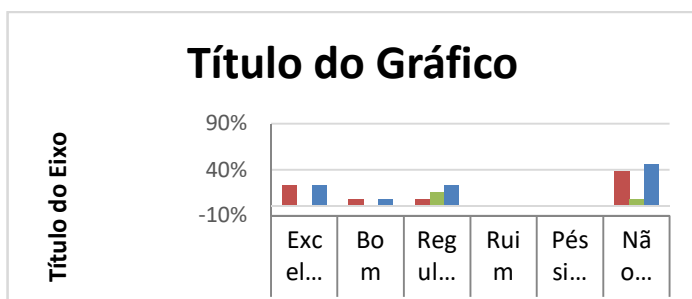 Título do Gráfico
Título do Eixo
90%
40%
-10%
Exc
el...
Bo
m
Reg
ul...
Rui
m
Pés
si...
Nã
o...